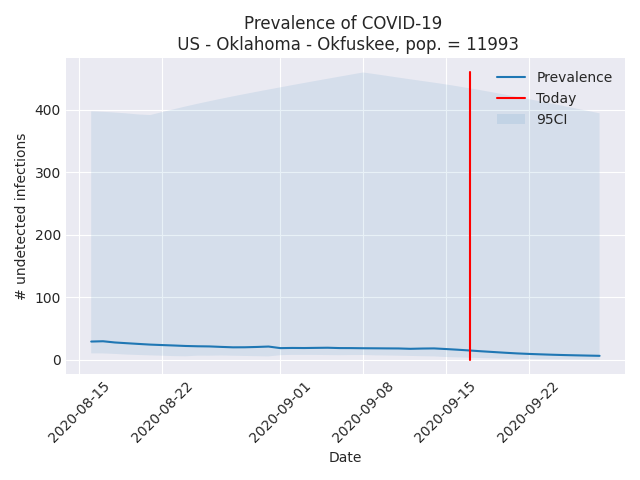 Prevalence of COVID-19
US - Oklahoma - Okfuskee, pop. = 11993
Prevalence
Today
95CI
# undetected infections
400
300
200
100
0
2020-08-15
2020-08-22
2020-09-01
2020-09-08
2020-09-15
2020-09-22
Date